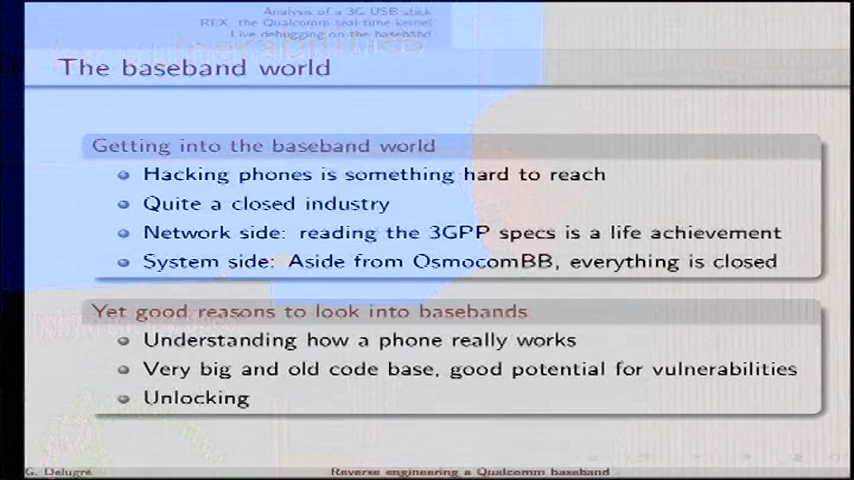 Analysis of a 3G USB stick
REX, the Qualcomm real-time kernel
Live debugging on the baseband
The baseband world
Getting into the baseband world
Hacking phones is something hard to reach
Quite a closed industry
Network side: reading the 3GPP specs is a life achievement
System side: Aside from OsmocomBB, everything is closed
Yet good reasons to look into basebands
Understanding how a phone really works
Very big and old code base, good potential for vulnerabilities
Unlocking
G. Delugré
Reverse engineering a Qualcomm baseband